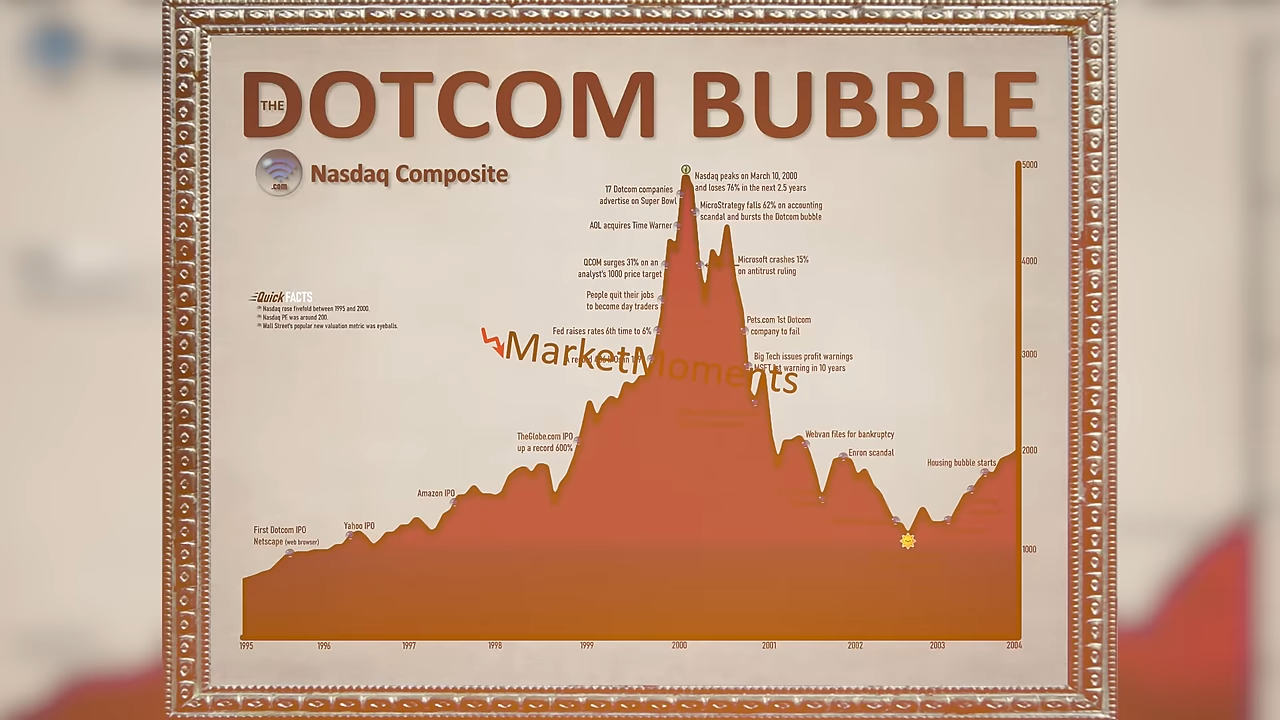 THE DOTCOM BUBBLE
.com
Nasdaq Composite
Nasdaq peaks on March 10, 2000
and loses 76% in the next 2.5 years
17 Dotcom companies
advertise on Super Bowl
MicroStrategy falls 62% on accounting
scandal and bursts the Dotcom bubble
AOL acquires Time Warner
QCOM surges 31% on an
analyst's 1000 price target
Microsoft crashes 15%
on antitrust ruling
People quit their jobs
to become day traders
Quick FACTS
Nasdaq rose fivefold between 1995 and 2000.
Nasdaq PE was around 200.
Wall Street's popular new valuation metric was eyeballs.
Fed raises rates 6th time to 6%
Pets.com 1st Dotcom
company to fail
MarketMoments
Big Tech issues profit warnings
warning in 10 years
TheGlobe.com IPO
up a record 600%
Webvan files for bankruptcy
Enron scandal
Housing bubble starts
Amazon IPO
Yahoo IPO
First Dotcom IPO
Netscape (web browser)
5000
4000
3000
2000
1000
1995 1996 1997 1998 1999 2000 2001 2002 2003 2004